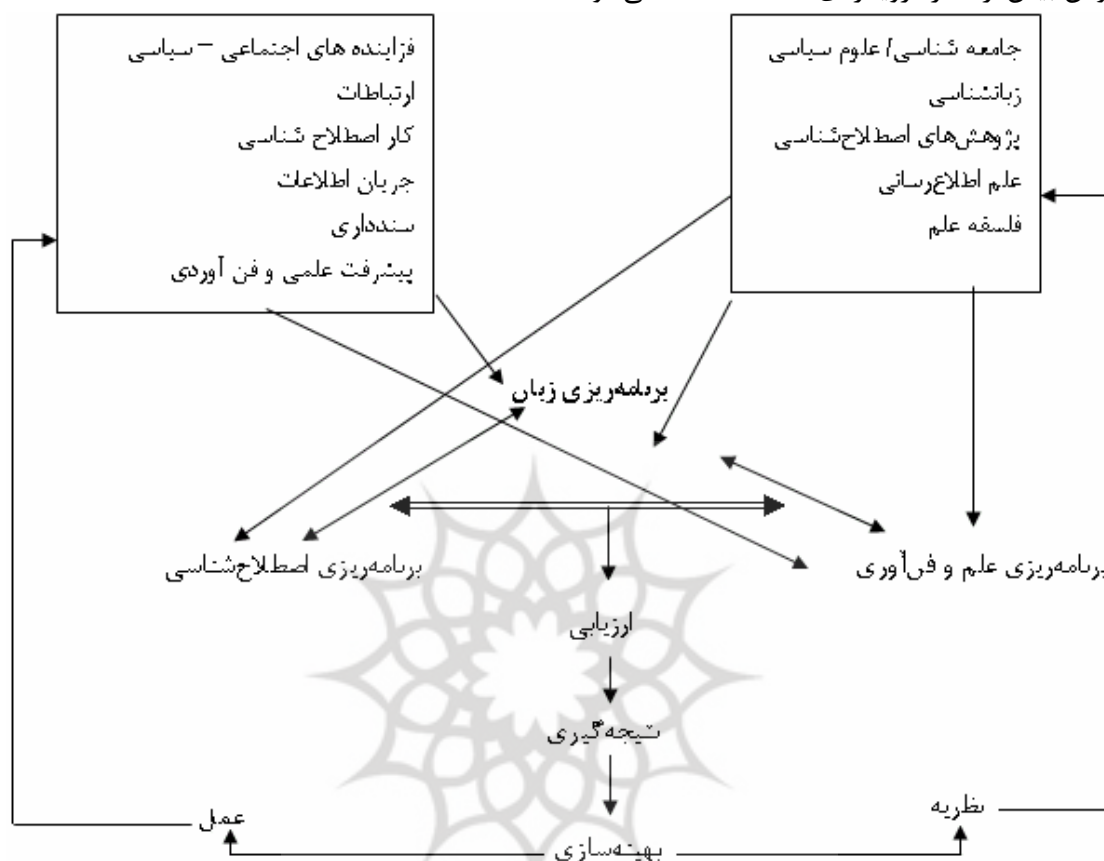 جامعه شناسی/ علوم سیاسی
زبانشناسی
پژوهش‌های اصطلاح‌شناسی
علم اطلاع‌رسانی
فلسفه علم
فزاینده های اجتماعی – سیاسی
ارتباطات
کار اصطلاح شناسی
جریان اطلاعات
سندداری
پیشرفت علمی و فن آوردی
برنامه‌ریزی زبان
برنامه‌ریزی علم و فن‌آوری
برنامه‌ریزی اصطلاح‌شناسی
ارزیابی
نتیجه‌گیری
نظریه
عمل
بهینه‌سازی